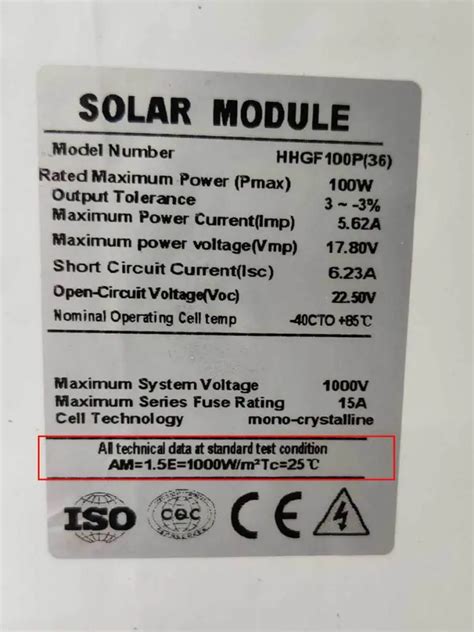 SOLAR MODULE
Model Number HHGF100P(36)
Rated Maximum Power (Pmax) 100W
Output Tolerance 3 ~ -3%
Maximum Power Current(Imp) 5.62A
Maximum power voltage(Vmp) 17.80V
Short Circuit Current(Isc) 6.23A
Open-Circuit Voltage(Voc) 22.50V
Nominal Operating Cell temp -40CTO +85℃
Maximum System Voltage 1000V
Maximum Series Fuse Rating 15A
Cell Technology mono-crystalline
All technical data at standard test condition
AM=1.5E=1000W/m²Tc=25℃
ISO CQC CE